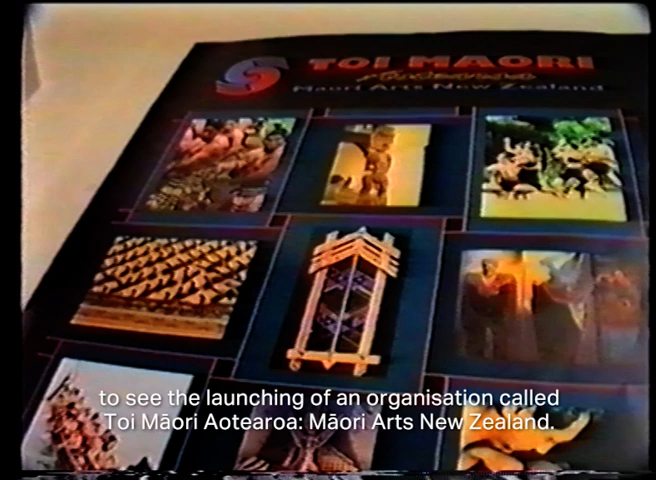 TOI MAORI
Maori Arts New Zealand
to see the launching of an organisation called
Toi Māori Aotearoa: Māori Arts New Zealand.